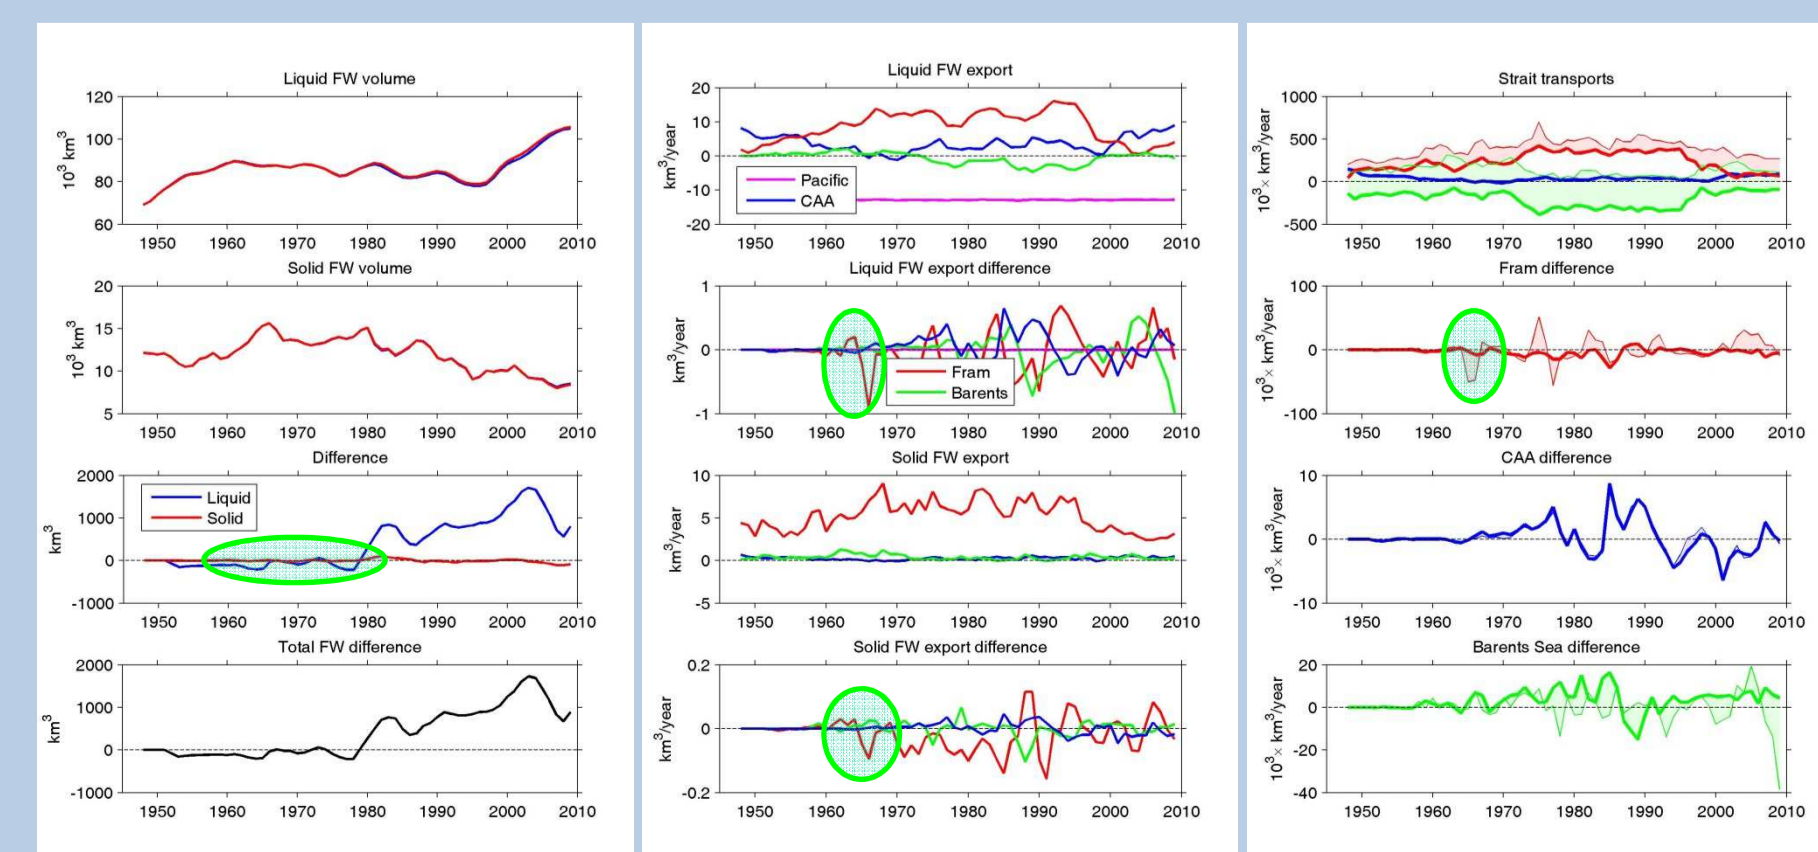 Liquid FW volume
120
100
80
60
10³ km³
1950 1960 1970 1980 1990 2000 2010
Solid FW volume
20
15
10
5
10³ km³
1950 1960 1970 1980 1990 2000 2010
Difference
2000
1000
0
-1000
km³
Liquid
Solid
1950 1960 1970 1980 1990 2000 2010
Total FW difference
2000
1000
0
-1000
km³
1950 1960 1970 1980 1990 2000 2010
Liquid FW export
20
10
0
-10
-20
km³/year
Pacific
CAA
1950 1960 1970 1980 1990 2000 2010
Liquid FW export difference
1
0
-1
km³/year
Fram
Barents
1950 1960 1970 1980 1990 2000 2010
Solid FW export
10
5
0
-5
km³/year
1950 1960 1970 1980 1990 2000 2010
Solid FW export difference
0.2
0
-0.2
km³/year
1950 1960 1970 1980 1990 2000 2010
Strait transports
1000
500
0
-500
10³× km³/year
1950 1960 1970 1980 1990 2000 2010
Fram difference
100
0
-100
10³× km³/year
1950 1960 1970 1980 1990 2000 2010
CAA difference
10
0
-10
10³× km³/year
1950 1960 1970 1980 1990 2000 2010
Barents Sea difference
20
0
-20
-40
10³× km³/year
1950 1960 1970 1980 1990 2000 2010